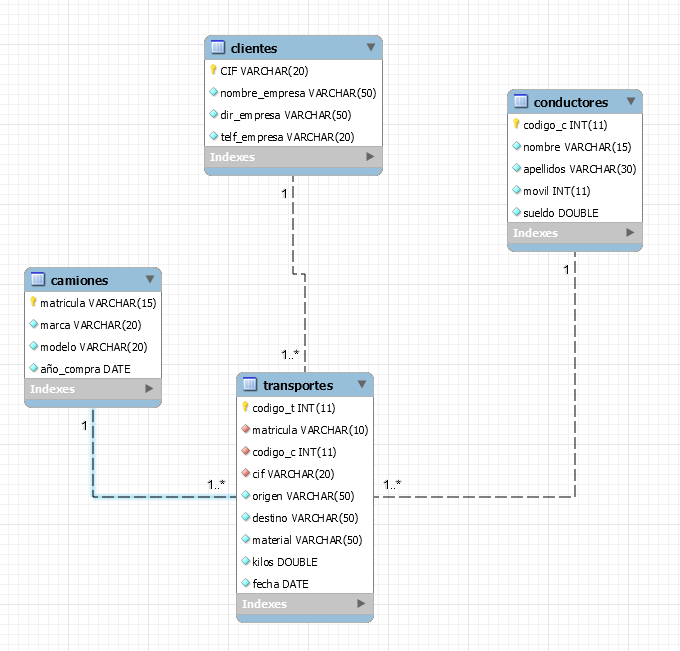 clientes
CIF VARCHAR(20)
nombre_empresa VARCHAR(50)
dir_empresa VARCHAR(50)
telf_empresa VARCHAR(20)
Indexes
conductores
codigo_c INT(11)
nombre VARCHAR(15)
apellidos VARCHAR(30)
movil INT(11)
sueldo DOUBLE
Indexes
camiones
matricula VARCHAR(15)
marca VARCHAR(20)
modelo VARCHAR(20)
año_compra DATE
Indexes
transportes
codigo_t INT(11)
matricula VARCHAR(10)
codigo_c INT(11)
cif VARCHAR(20)
origen VARCHAR(50)
destino VARCHAR(50)
material VARCHAR(50)
kilos DOUBLE
fecha DATE
Indexes
1
1..*
1
1..*
1
1..*